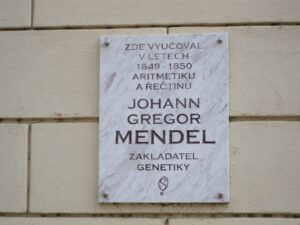 ZDE VYUČOVAL
V LETECH
1849 - 1850
ARITMETIKU
A ŘEČTINU
JOHANN
GREGOR
MENDEL
ZAKLADATEL
GENETIKY